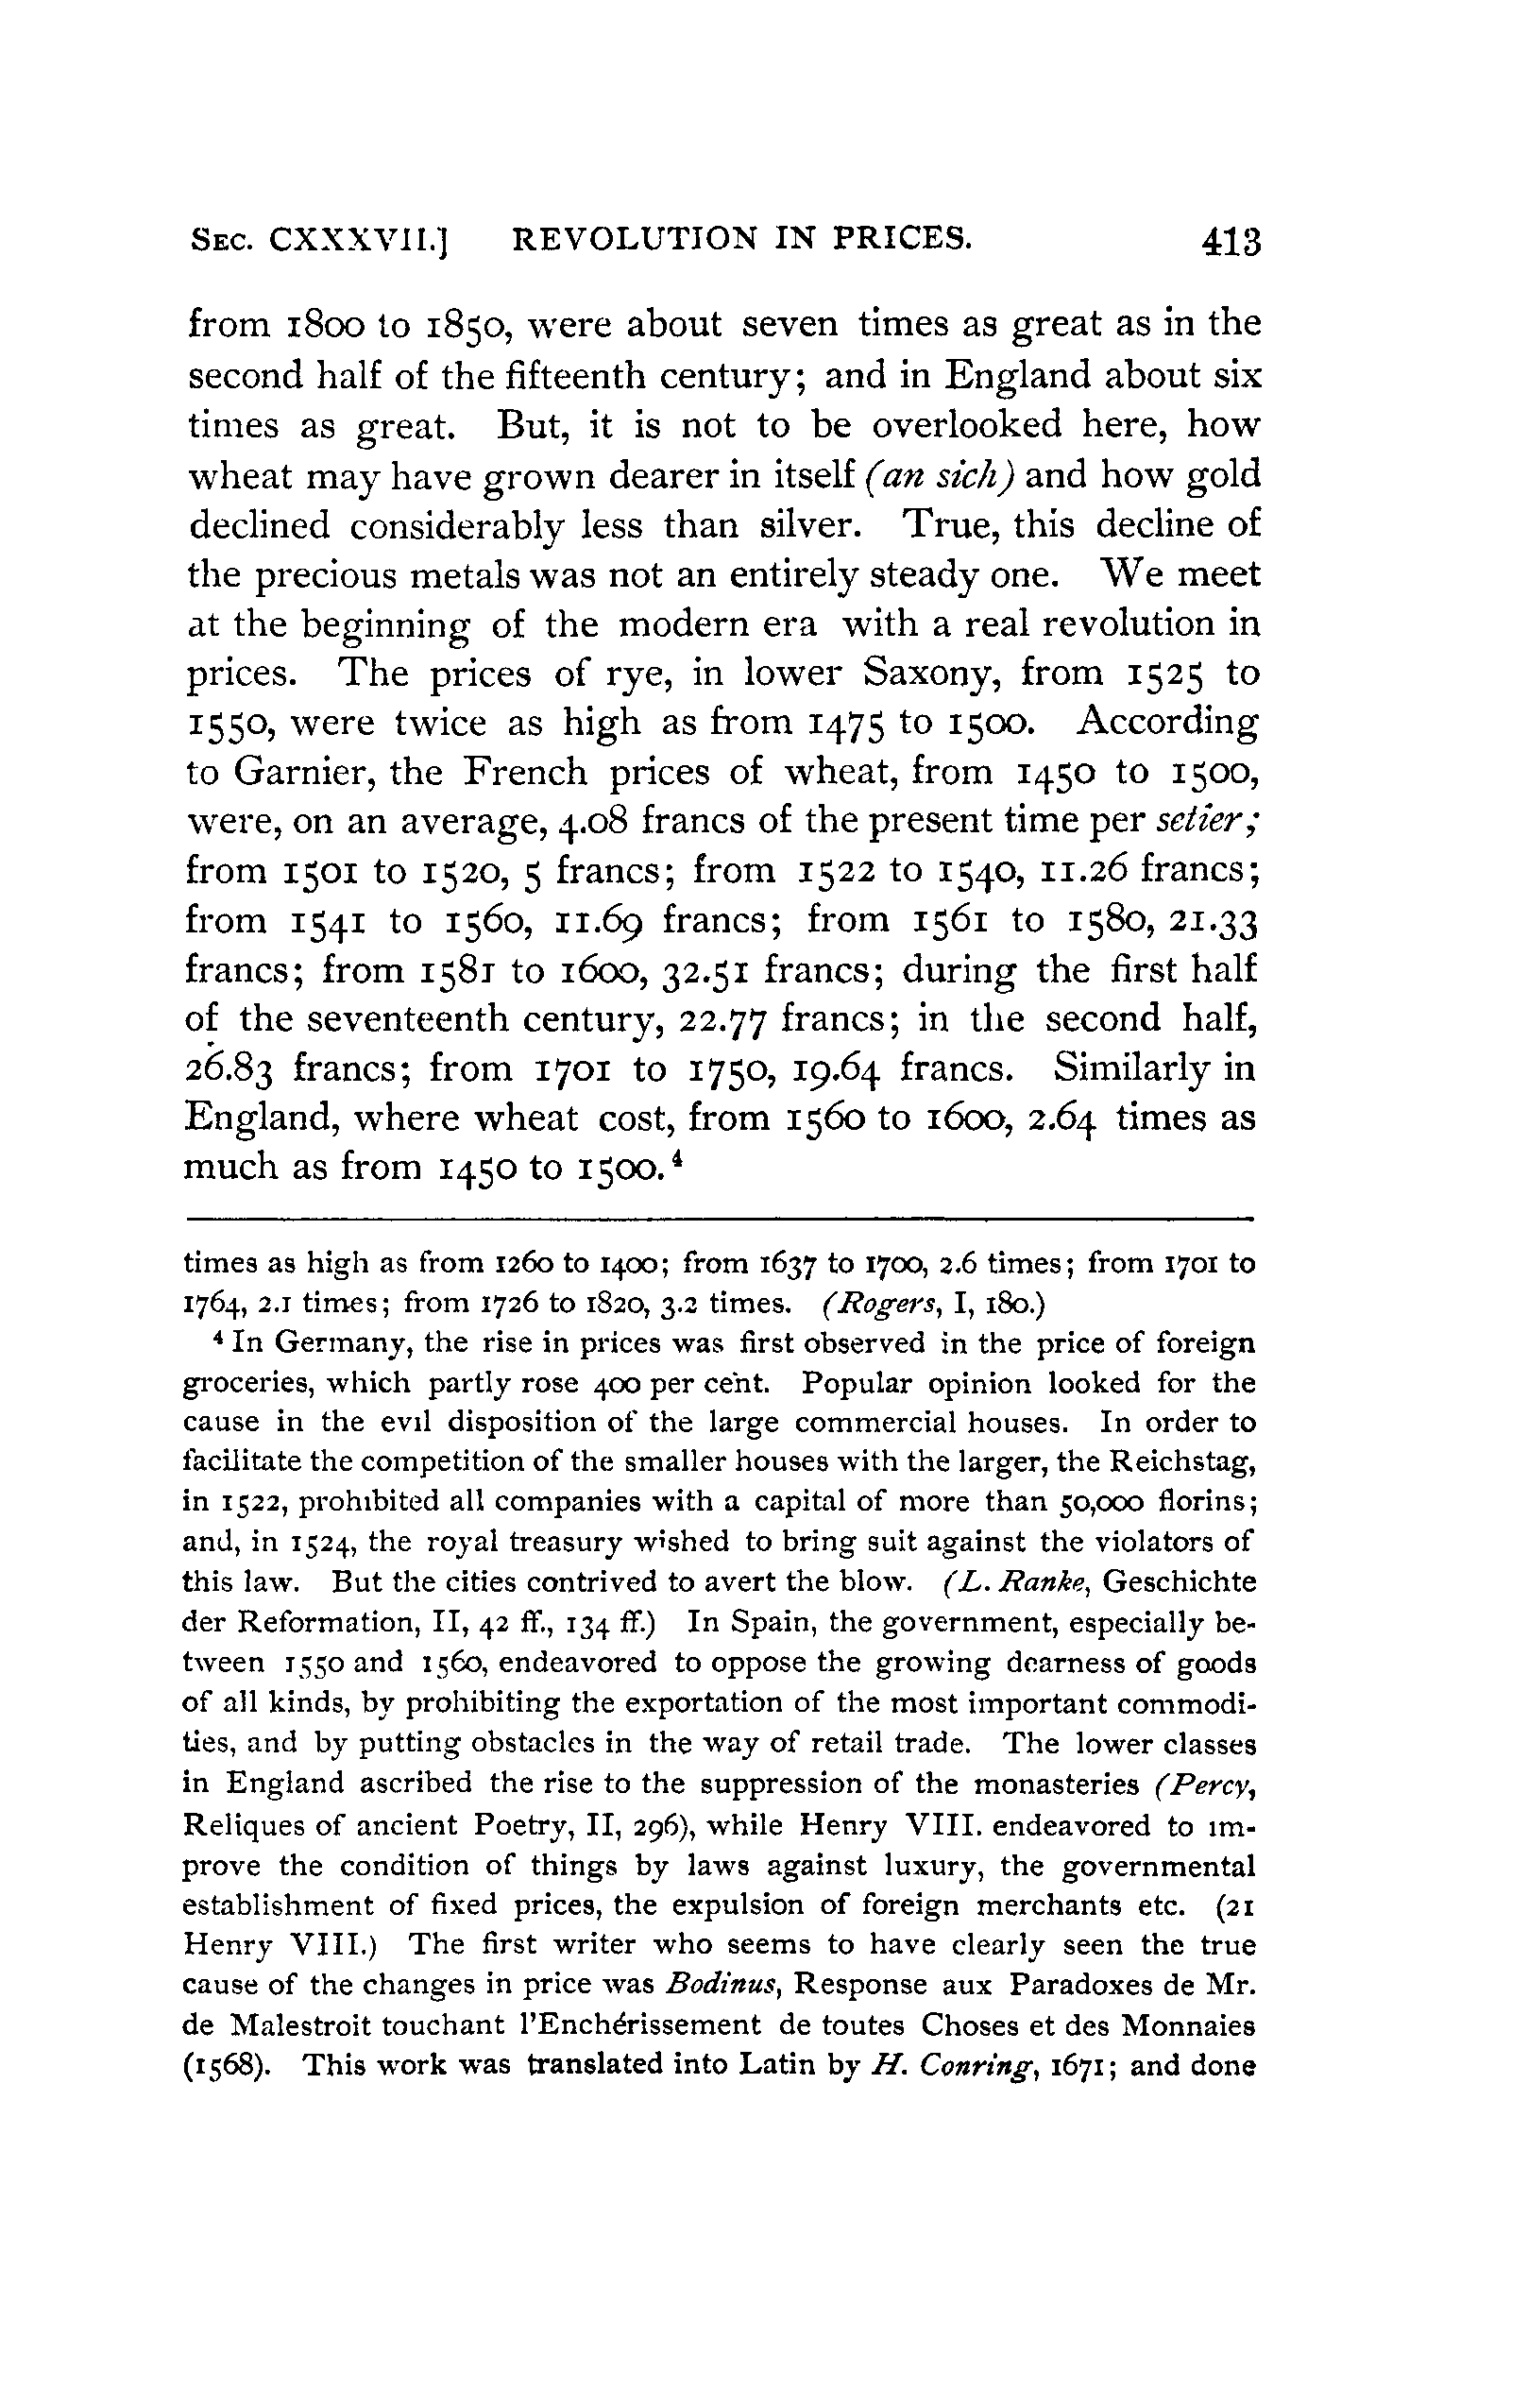 SEC. CXXXVII.] REVOLUTION IN PRICES. 413
from 1800 to 1850, were about seven times as great as in the
second half of the fifteenth century; and in England about six
times as great. But, it is not to be overlooked here, how
wheat may have grown dearer in itself (an sich) and how gold
declined considerably less than silver. True, this decline of
the precious metals was not an entirely steady one. We meet
at the beginning of the modern era with a real revolution in
prices. The prices of rye, in lower Saxony, from 1525 to
1550, were twice as high as from 1475 to 1500. According
to Garnier, the French prices of wheat, from 1450 to 1500,
were, on an average, 4.08 francs of the present time per setier;
from 1501 to 1520, 5 francs; from 1522 to 1540, 11.26 francs;
from 1541 to 1560, 11.69 francs; from 1561 to 1580, 21.33
francs; from 1581 to 1600, 32.51 francs; during the first half
of the seventeenth century, 22.77 francs; in the second half,
26.83 francs; from 1701 to 1750, 19.64 francs. Similarly in
England, where wheat cost, from 1560 to 1600, 2.64 times as
much as from 1450 to 1500.⁴
times as high as from 1260 to 1400; from 1637 to 1700, 2.6 times; from 1701 to
1764, 2.1 times; from 1726 to 1820, 3.2 times. (Rogers, I, 180.)
⁴ In Germany, the rise in prices was first observed in the price of foreign
groceries, which partly rose 400 per cent. Popular opinion looked for the
cause in the evil disposition of the large commercial houses. In order to
facilitate the competition of the smaller houses with the larger, the Reichstag,
in 1522, prohibited all companies with a capital of more than 50,000 florins;
and, in 1524, the royal treasury wished to bring suit against the violators of
this law. But the cities contrived to avert the blow. (L. Ranke, Geschichte
der Reformation, II, 42 ff., 134 ff.) In Spain, the government, especially be-
tween 1550 and 1560, endeavored to oppose the growing dearness of goods
of all kinds, by prohibiting the exportation of the most important commodi-
ties, and by putting obstacles in the way of retail trade. The lower classes
in England ascribed the rise to the suppression of the monasteries (Percy,
Reliques of ancient Poetry, II, 296), while Henry VIII. endeavored to im-
prove the condition of things by laws against luxury, the governmental
establishment of fixed prices, the expulsion of foreign merchants etc. (21
Henry VIII.) The first writer who seems to have clearly seen the true
cause of the changes in price was Bodinus, Response aux Paradoxes de Mr.
de Malestroit touchant l'Enchérissement de toutes Choses et des Monnaies
(1568). This work was translated into Latin by H. Conring, 1671; and done